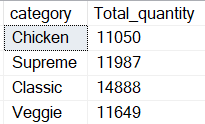 category Total_quantity
Chicken 11050
Supreme 11987
Classic 14888
Veggie 11649